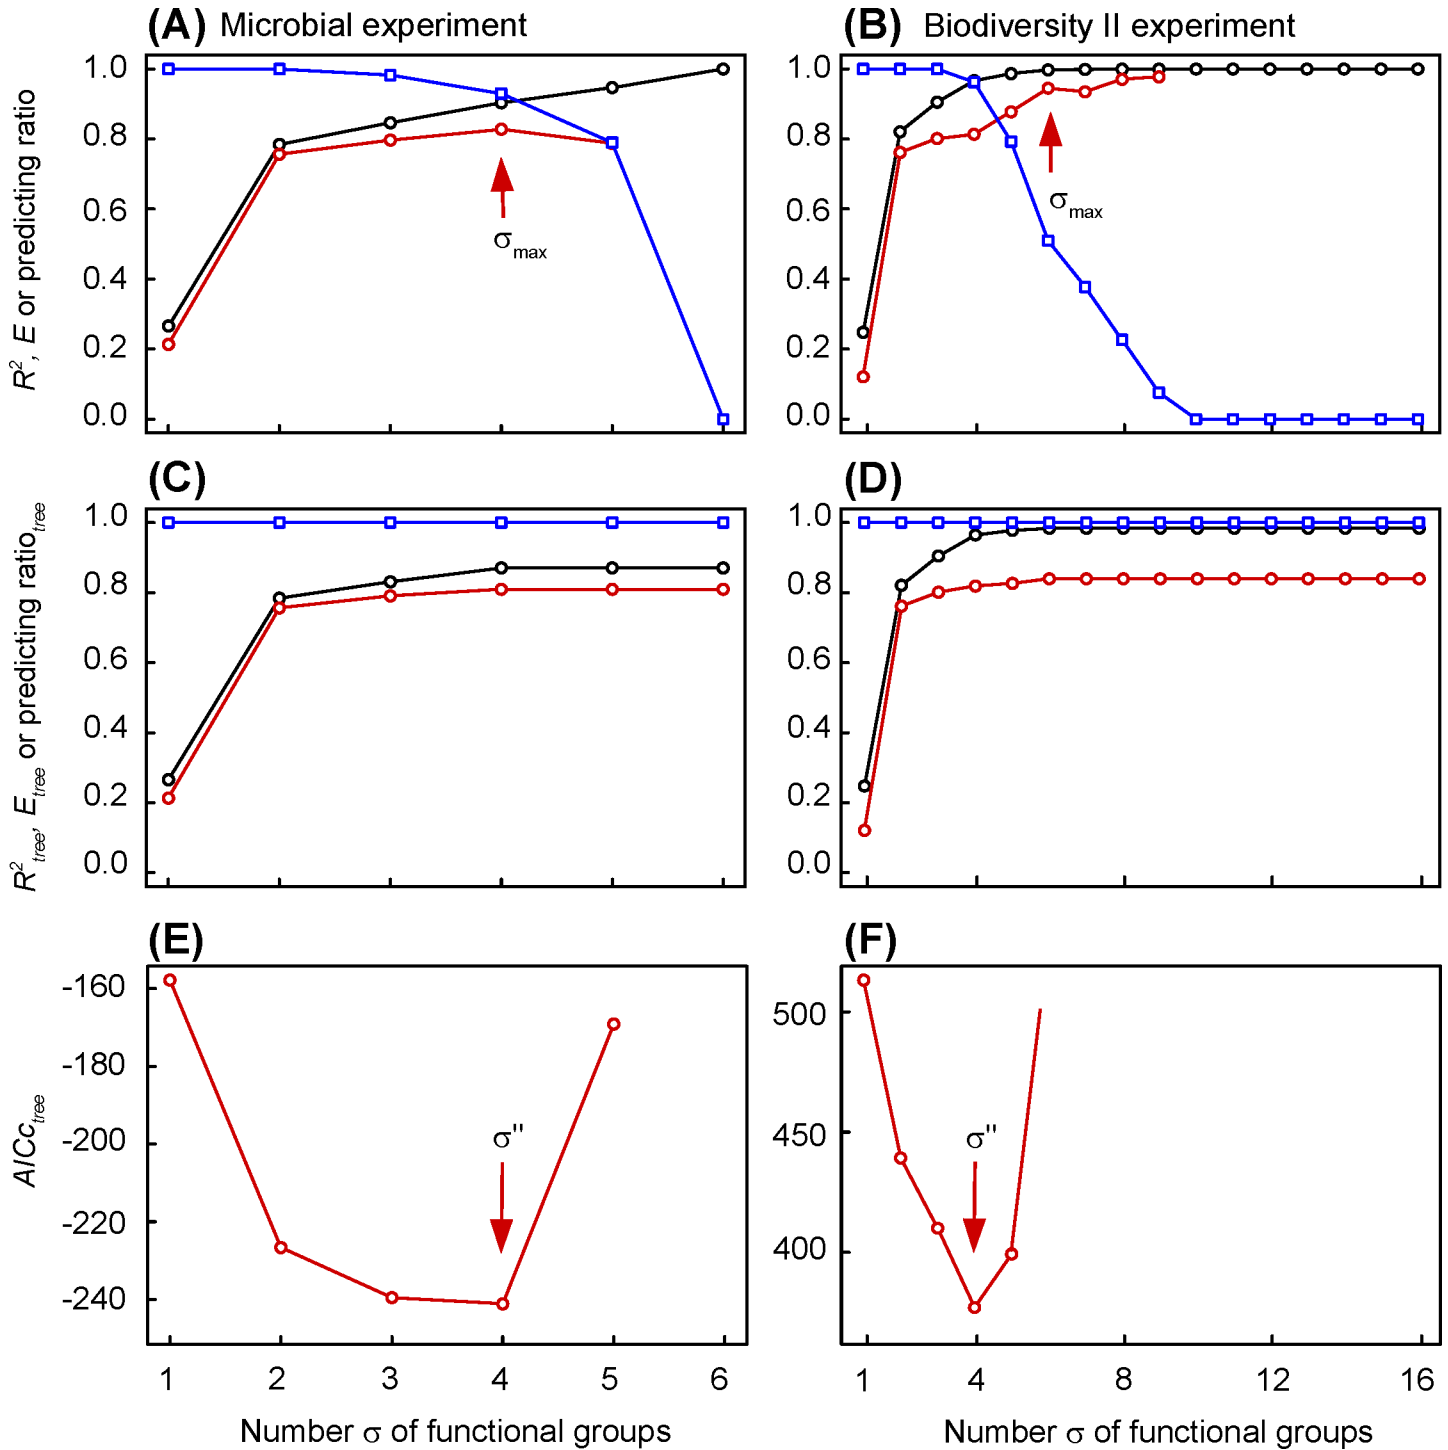 (A) Microbial experiment
(B) Biodiversity II experiment
R², E or predicting ratio
1.0
0.8
0.6
0.4
0.2
0.0
σmax
1.0
0.8
0.6
0.4
0.2
0.0
σmax
(C)
(D)
R²tree, Etree or predicting ratiotree
1.0
0.8
0.6
0.4
0.2
0.0
1.0
0.8
0.6
0.4
0.2
0.0
(E)
(F)
AICctree
-160
-180
-200
-220
-240
σ"
500
450
400
σ"
1 2 3 4 5 6
1 4 8 12 16
Number σ of functional groups
Number σ of functional groups